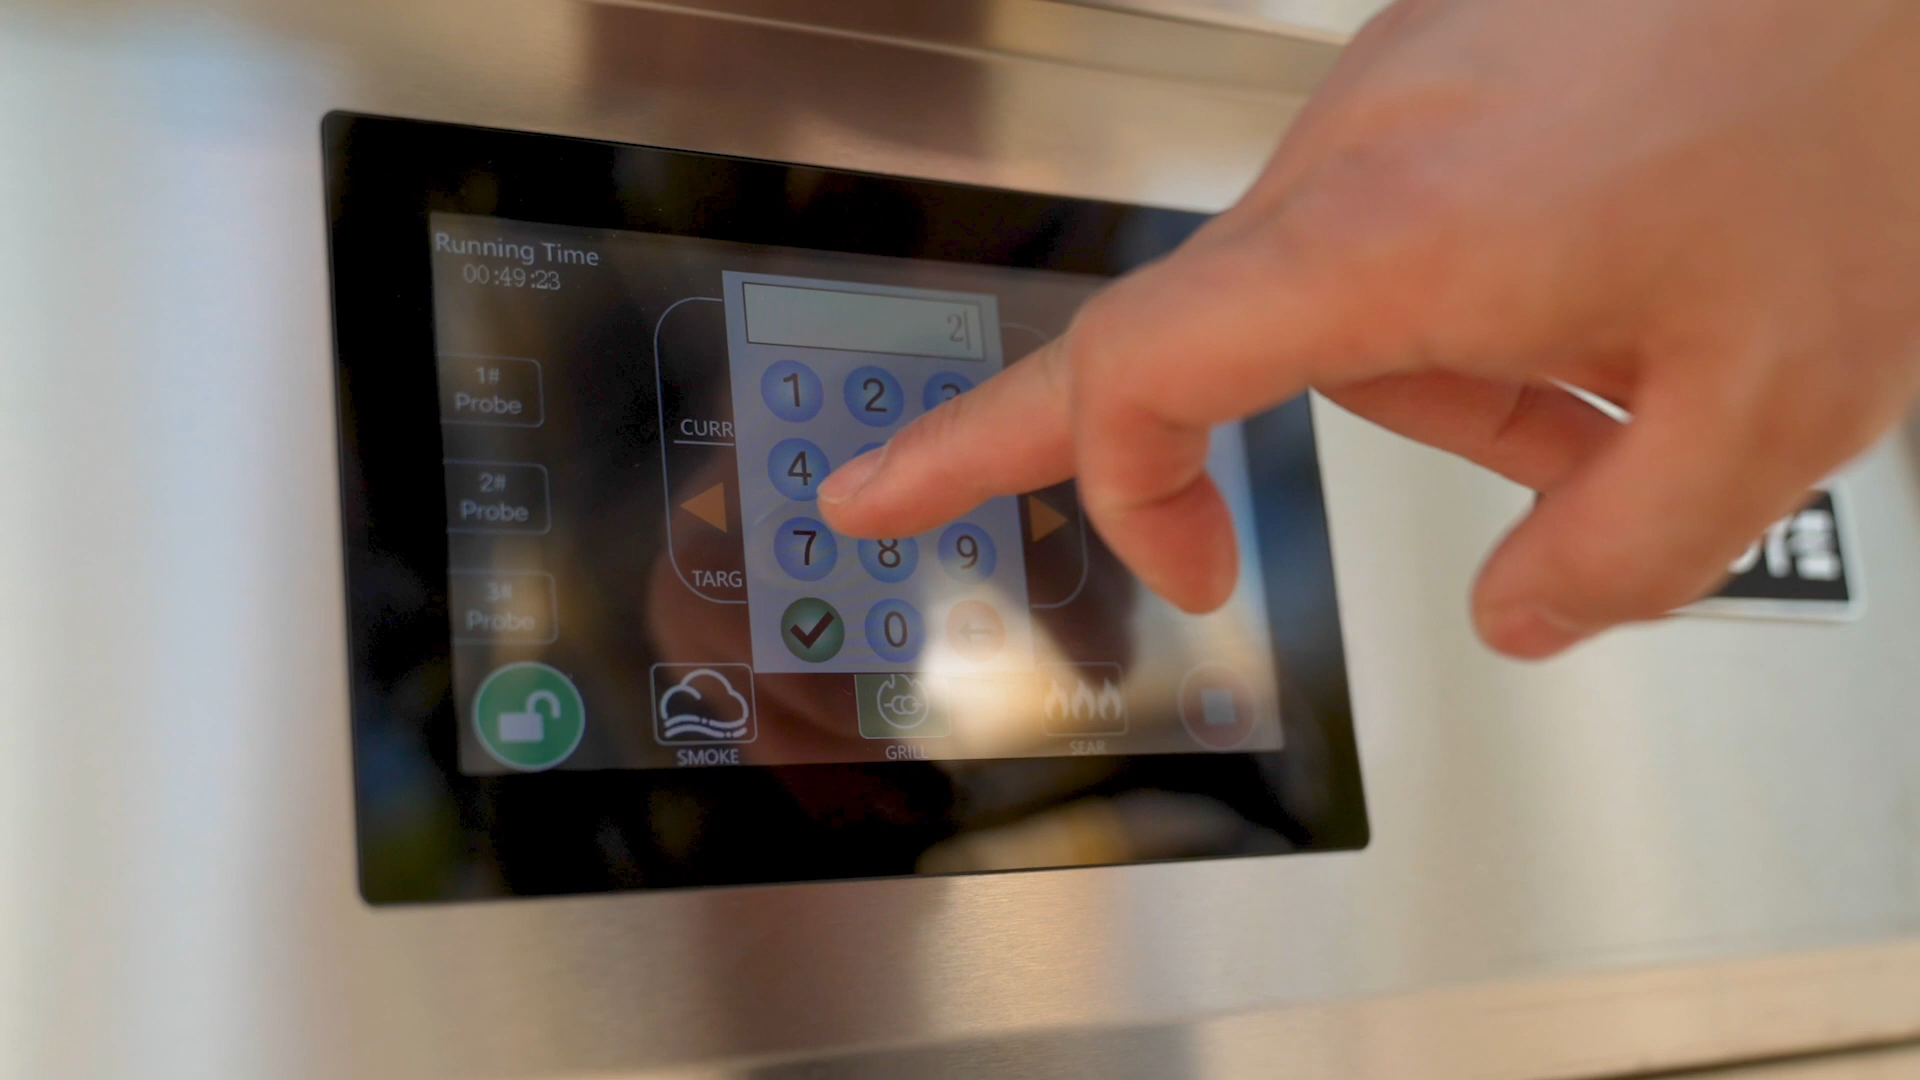 Running Time
00:49:23
2
1#
Probe
1 2 3
CURR
4
2#
Probe
7 8 9
TARG
3#
Probe
0
SMOKE
GRILL
SEAR